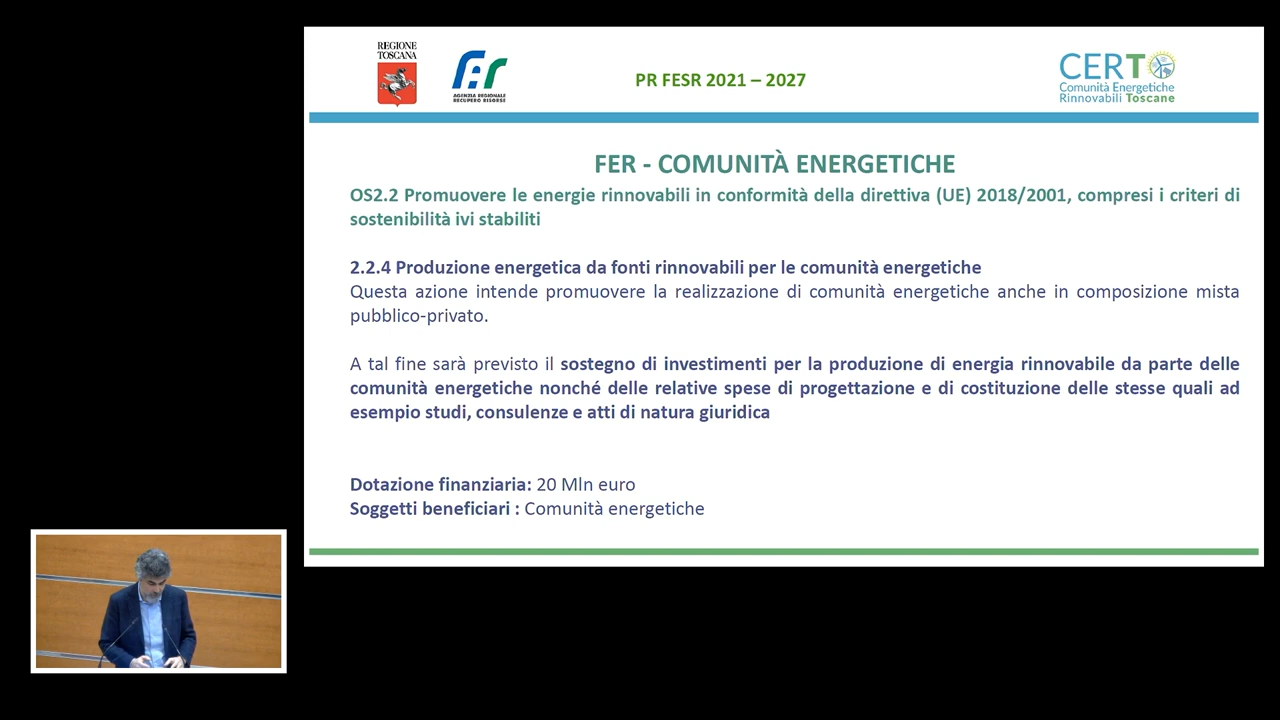 REGIONE
TOSCANA
AGENZIA REGIONALE
RECUPERO RISORSE
PR FESR 2021 – 2027
CERTO
Comunità Energetiche
Rinnovabili Toscane
FER - COMUNITÀ ENERGETICHE
OS2.2 Promuovere le energie rinnovabili in conformità della direttiva (UE) 2018/2001, compresi i criteri di
sostenibilità ivi stabiliti
2.2.4 Produzione energetica da fonti rinnovabili per le comunità energetiche
Questa azione intende promuovere la realizzazione di comunità energetiche anche in composizione mista
pubblico-privato.
A tal fine sarà previsto il sostegno di investimenti per la produzione di energia rinnovabile da parte delle
comunità energetiche nonché delle relative spese di progettazione e di costituzione delle stesse quali ad
esempio studi, consulenze e atti di natura giuridica
Dotazione finanziaria: 20 Mln euro
Soggetti beneficiari : Comunità energetiche